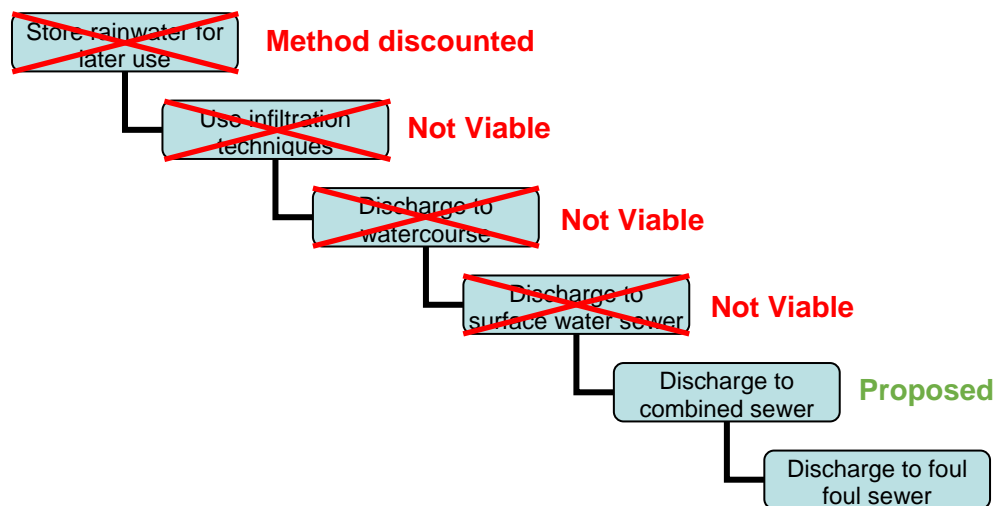 Store rainwater for
later use
Method discounted
Use infiltration
techniques
Not Viable
Discharge to
watercourse
Not Viable
Discharge to
surface water sewer
Not Viable
Discharge to
combined sewer
Proposed
Discharge to foul
foul sewer